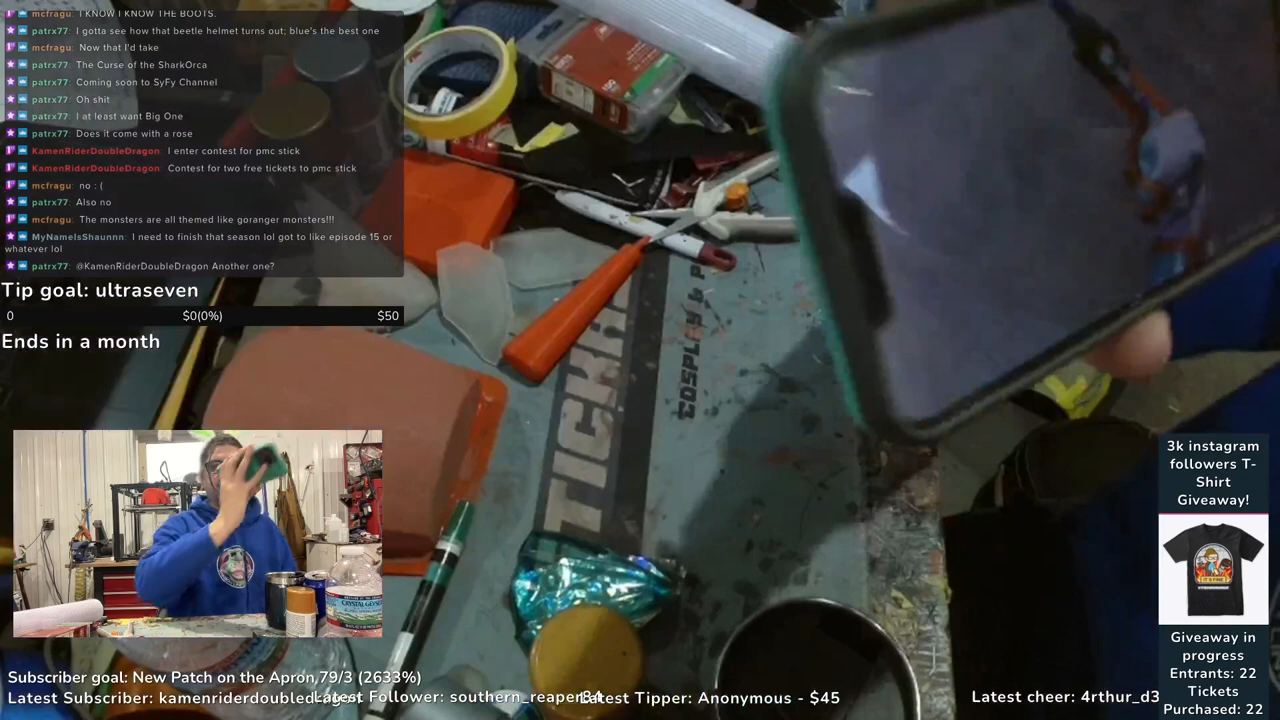 mcfragu: I KNOW I KNOW THE BOOTS.
patrx77: I gotta see how that beetle helmet turns out; blue's the best one
mcfragu: Now that I'd take
patrx77: The Curse of the SharkOrca
patrx77: Coming soon to SyFy Channel
patrx77: Oh shit
patrx77: I at least want Big One
patrx77: Does it come with a rose
KamenRiderDoubleDragon: I enter contest for pmc stick
KamenRiderDoubleDragon: Contest for two free tickets to pmc stick
mcfragu: no : (
patrx77: Also no
mcfragu: The monsters are all themed like goranger monsters!!!
MyNameIsShaunnn: I need to finish that season lol got to like episode 15 or
whatever lol
patrx77: @KamenRiderDoubleDragon Another one?
Tip goal: ultraseven
0 $0(0%) $50
Ends in a month
COSPLAY & P
CRYSTAL GEYSER
3k instagram
followers T-
Shirt
Giveaway!
IT'S FINE
Giveaway in
progress
Entrants: 22
Tickets
Purchased: 22
Subscriber goal: New Patch on the Apron 79/3 (2633%)
Latest Subscriber: kamenriderdoubledragon
Latest Follower: southern_reaper84
Latest Tipper: Anonymous - $45
Latest cheer: 4rthur_d3